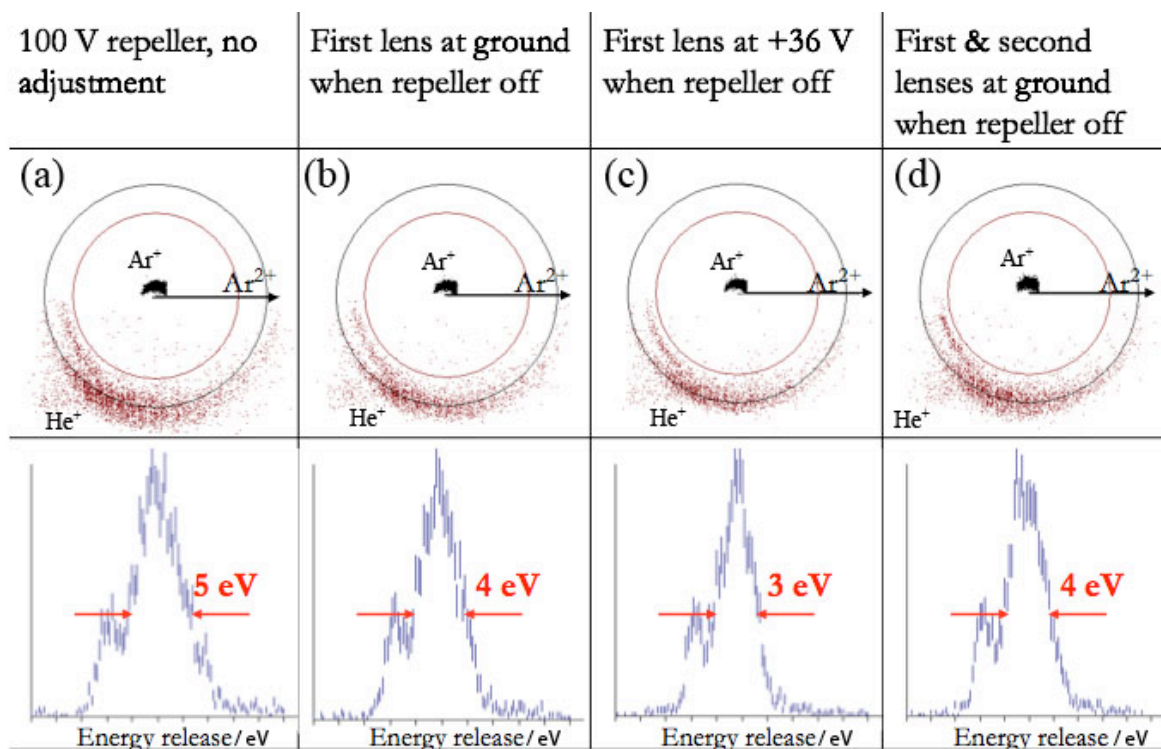 100 V repeller, no
adjustment
First lens at ground
when repeller off
First lens at +36 V
when repeller off
First & second
lenses at ground
when repeller off
(a)
Ar⁺
Ar²⁺
He⁺
(b)
Ar⁺
Ar²⁺
He⁺
(c)
Ar⁺
Ar²⁺
He⁺
(d)
Ar⁺
Ar²⁺
He⁺
5 eV
Energy release/ eV
4 eV
Energy release/ eV
3 eV
Energy release/ eV
4 eV
Energy release/ eV